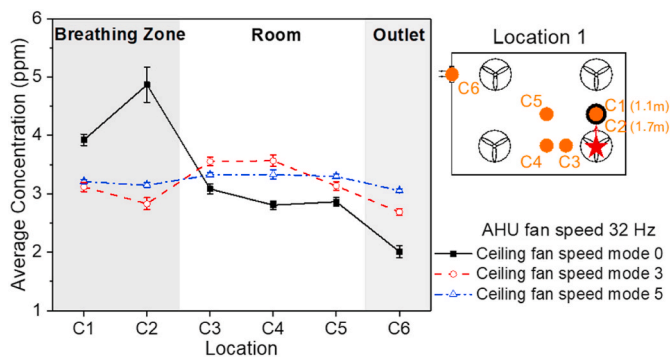 Breathing Zone Room Outlet
Location 1
Average Concentration (ppm)
6
5
4
3
2
1
C1 C2 C3 C4 C5 C6
Location
C6
C5
C1 (1.1m)
C2 (1.7m)
C4 C3
AHU fan speed 32 Hz
Ceiling fan speed mode 0
Ceiling fan speed mode 3
Ceiling fan speed mode 5